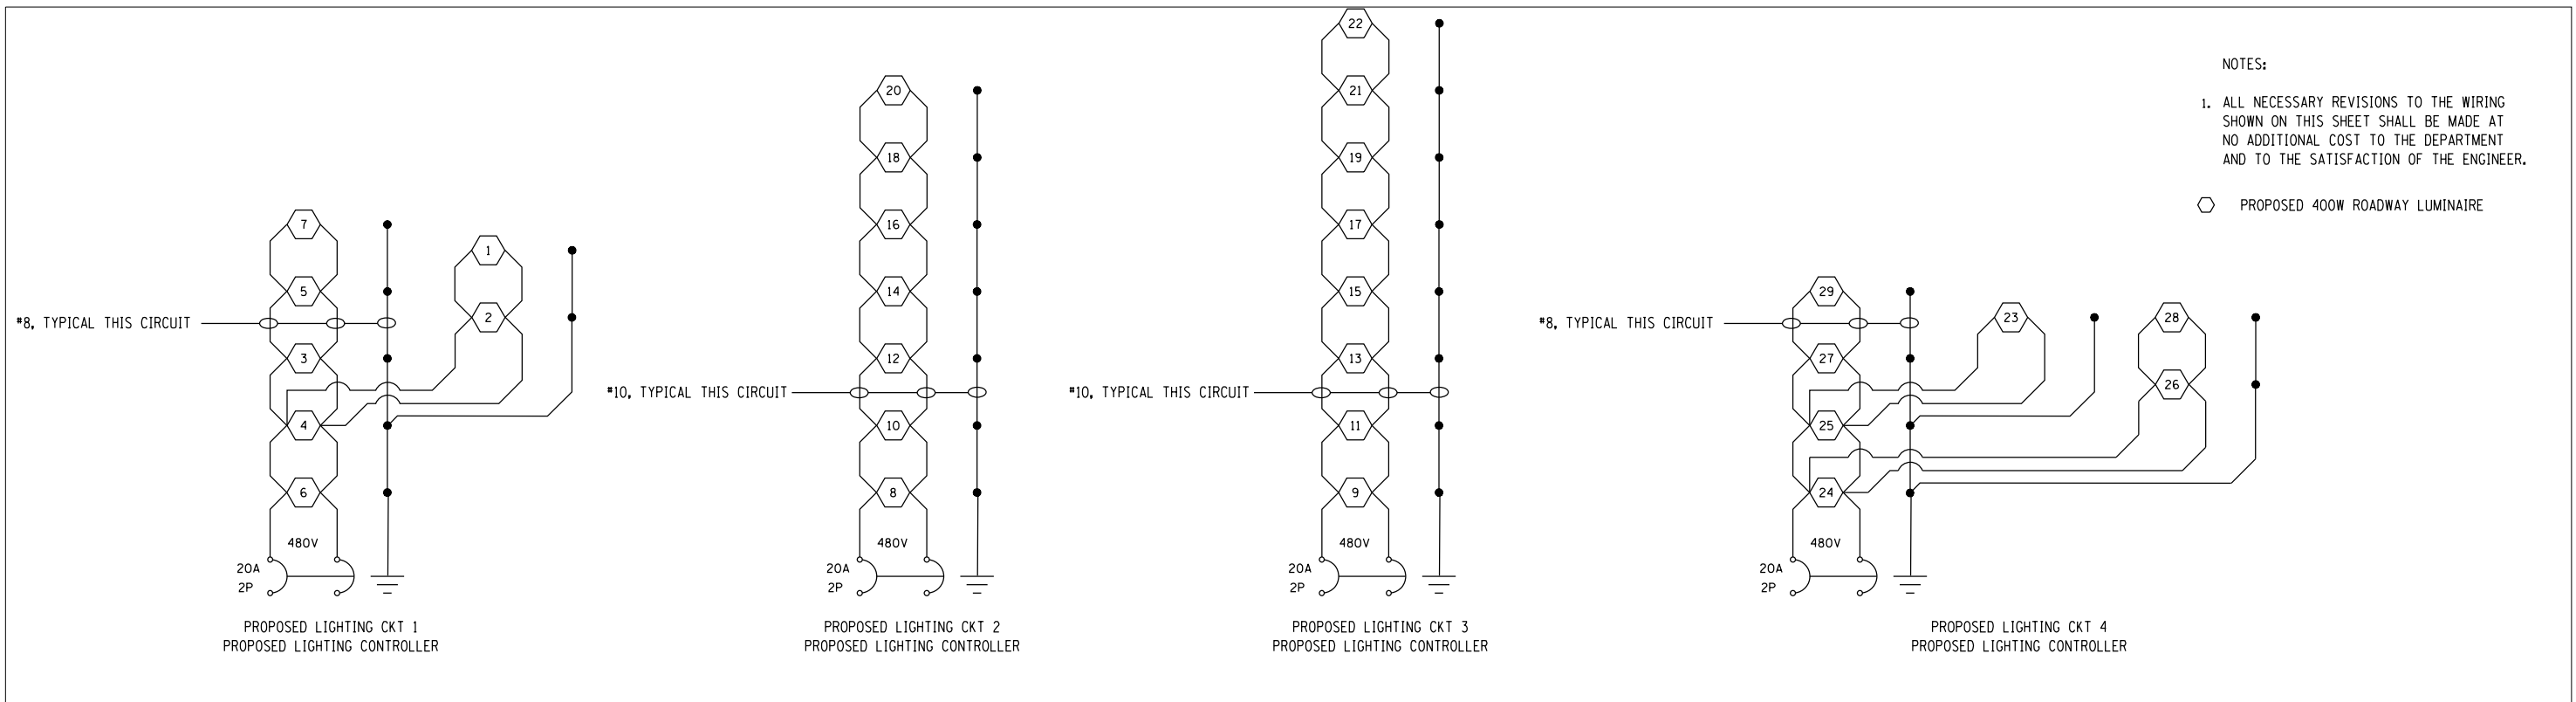 NOTES:
1. ALL NECESSARY REVISIONS TO THE WIRING
SHOWN ON THIS SHEET SHALL BE MADE AT
NO ADDITIONAL COST TO THE DEPARTMENT
AND TO THE SATISFACTION OF THE ENGINEER.
PROPOSED 400W ROADWAY LUMINAIRE
7
1
5
2
#8, TYPICAL THIS CIRCUIT
3
4
6
480V
20A
2P
PROPOSED LIGHTING CKT 1
PROPOSED LIGHTING CONTROLLER
20
18
16
14
12
#10, TYPICAL THIS CIRCUIT
10
8
480V
20A
2P
PROPOSED LIGHTING CKT 2
PROPOSED LIGHTING CONTROLLER
22
21
19
17
15
13
#10, TYPICAL THIS CIRCUIT
11
9
480V
20A
2P
PROPOSED LIGHTING CKT 3
PROPOSED LIGHTING CONTROLLER
29
23
28
#8, TYPICAL THIS CIRCUIT
27
26
25
24
480V
20A
2P
PROPOSED LIGHTING CKT 4
PROPOSED LIGHTING CONTROLLER